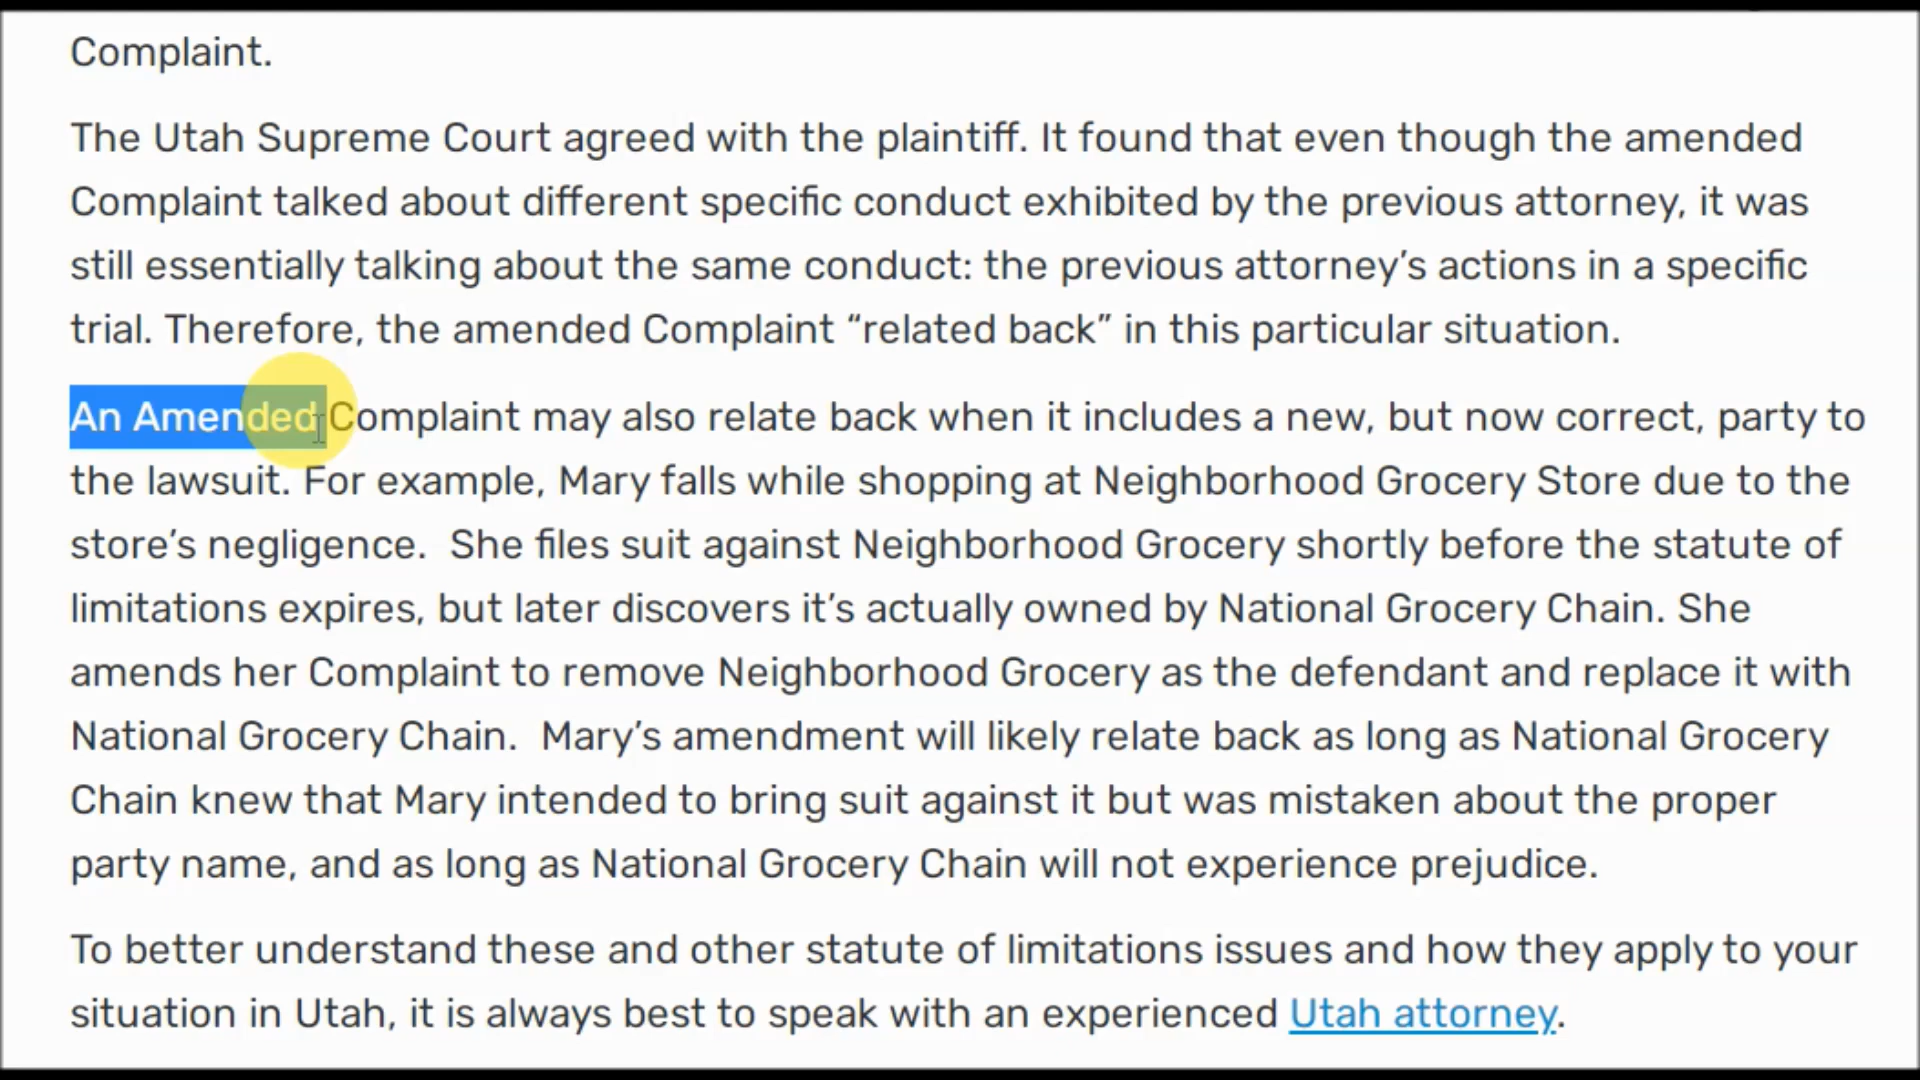 Complaint.
The Utah Supreme Court agreed with the plaintiff. It found that even though the amended
Complaint talked about different specific conduct exhibited by the previous attorney, it was
still essentially talking about the same conduct: the previous attorney’s actions in a specific
trial. Therefore, the amended Complaint “related back” in this particular situation.
An Amended Complaint may also relate back when it includes a new, but now correct, party to
the lawsuit. For example, Mary falls while shopping at Neighborhood Grocery Store due to the
store’s negligence.  She files suit against Neighborhood Grocery shortly before the statute of
limitations expires, but later discovers it’s actually owned by National Grocery Chain. She
amends her Complaint to remove Neighborhood Grocery as the defendant and replace it with
National Grocery Chain.  Mary’s amendment will likely relate back as long as National Grocery
Chain knew that Mary intended to bring suit against it but was mistaken about the proper
party name, and as long as National Grocery Chain will not experience prejudice.
To better understand these and other statute of limitations issues and how they apply to your
situation in Utah, it is always best to speak with an experienced Utah attorney.